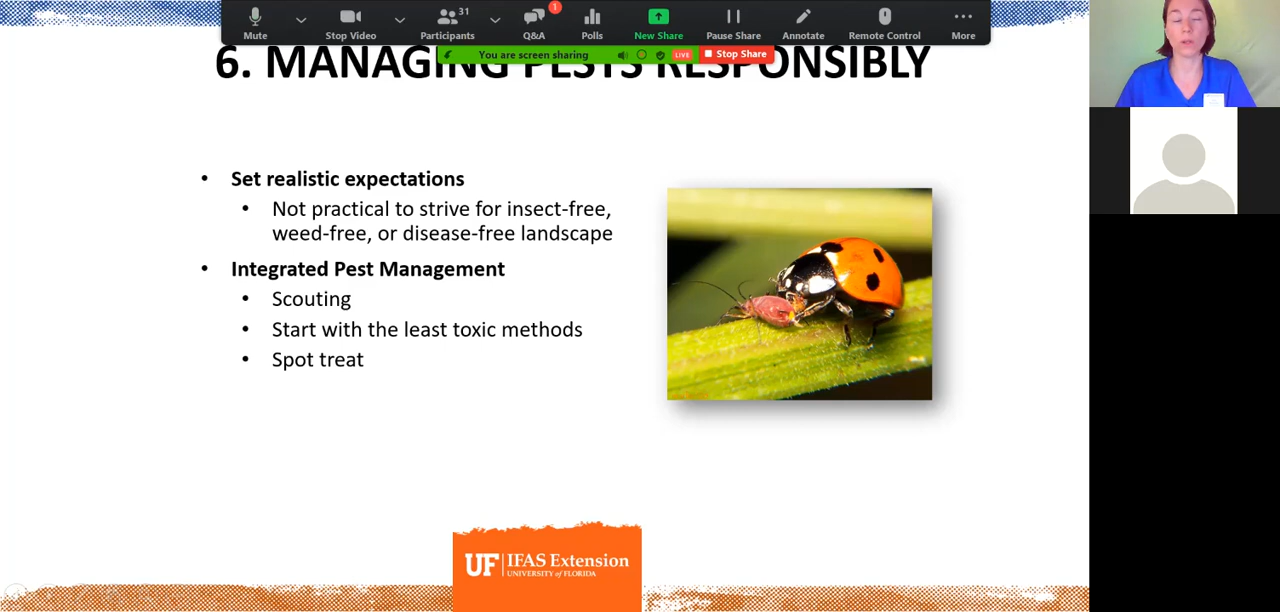 Mute
Stop Video
31
Participants
1
Q&A
Polls
New Share
Pause Share
Annotate
Remote Control
More
You are screen sharing
LIVE
Stop Share
6. MANAGING PESTS RESPONSIBLY
• Set realistic expectations
• Not practical to strive for insect-free,
weed-free, or disease-free landscape
• Integrated Pest Management
• Scouting
• Start with the least toxic methods
• Spot treat
UF IFAS Extension
UNIVERSITY of FLORIDA